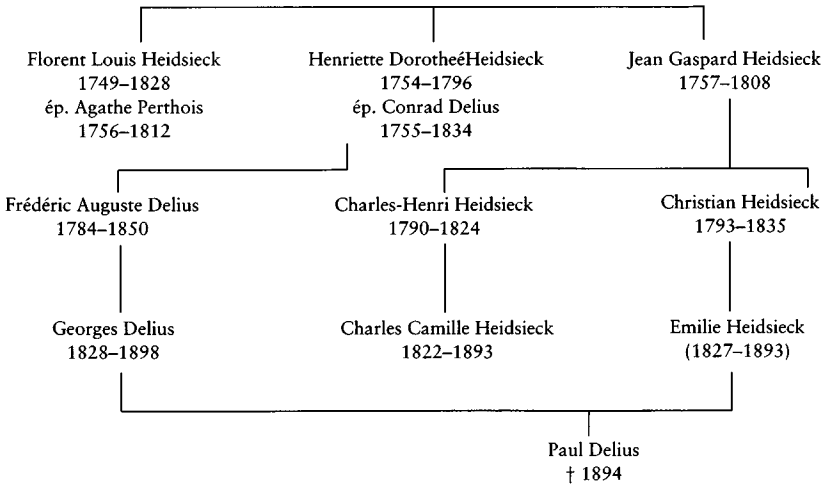 Florent Louis Heidsieck
1749–1828
ép. Agathe Perthois
1756–1812
Henriette DorotheéHeidsieck
1754–1796
ép. Conrad Delius
1755–1834
Jean Gaspard Heidsieck
1757–1808
Frédéric Auguste Delius
1784–1850
Charles-Henri Heidsieck
1790–1824
Christian Heidsieck
1793–1835
Georges Delius
1828–1898
Charles Camille Heidsieck
1822–1893
Emilie Heidsieck
(1827–1893)
Paul Delius
† 1894